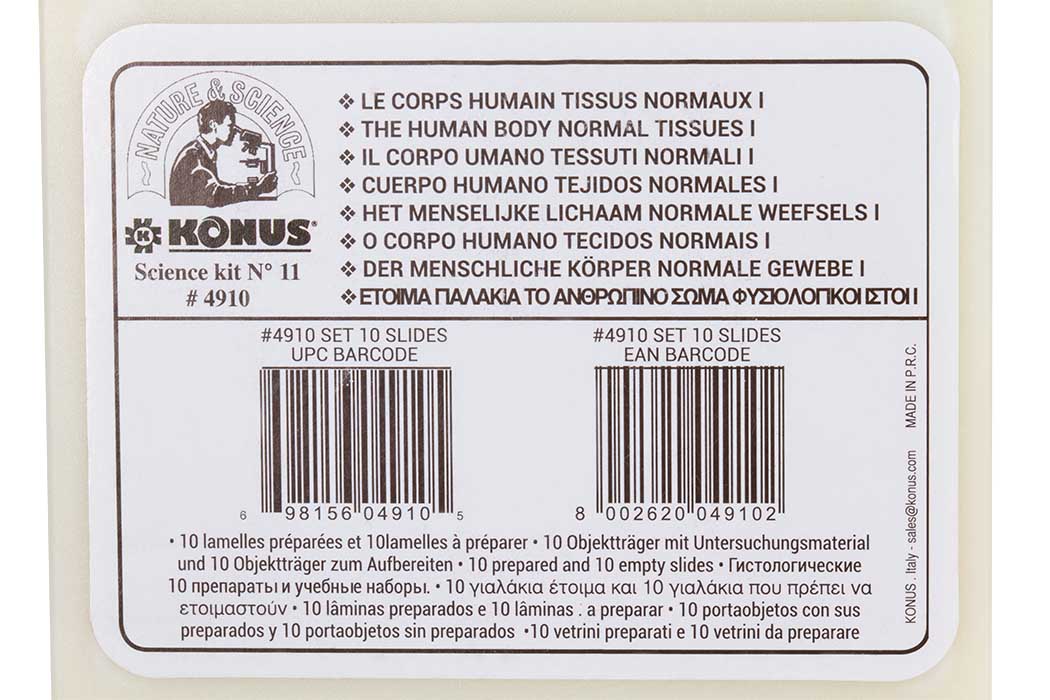 ~ NATURE & SCIENCE ~
K KONUS®
Science kit N° 11
# 4910
❖ LE CORPS HUMAIN TISSUS NORMAUX I
❖ THE HUMAN BODY NORMAL TISSUES I
❖ IL CORPO UMANO TESSUTI NORMALI I
❖ CUERPO HUMANO TEJIDOS NORMALES I
❖ HET MENSELIJKE LICHAAM NORMALE WEEFSELS I
❖ O CORPO HUMANO TECIDOS NORMAIS I
❖ DER MENSCHLICHE KÖRPER NORMALE GEWEBE I
❖ ΕΤΟΙΜΑ ΓΙΑΛΑΚiΑ ΤΟ ΑΝΘΡΩΠΙΝΟ ΣΩΜΑ ΦΥΣΙΟΛΟΓΙΚΟΙ ΙΣΤΟΙ I
#4910 SET 10 SLIDES
UPC BARCODE
6 98156 04910 5
#4910 SET 10 SLIDES
EAN BARCODE
8 002620 049102
• 10 lamelles préparées et 10lamelles à préparer • 10 Objektträger mit Untersuchungsmaterial
und 10 Objektträger zum Aufbereiten • 10 prepared and 10 empty slides • Гистологические
10 препараты и учебные наборы. • 10 γιαλάκια έτοιμα και 10 γιαλάκια που πρέπει να
ετοιμαστούν • 10 lâminas preparados e 10 lâminas . a preparar • 10 portaobjetos con sus
preparados y 10 portaobjetos sin preparados •10 vetrini preparati e 10 vetrini da preparare
KONUS . Italy - sales@konus.com MADE IN P.R.C.